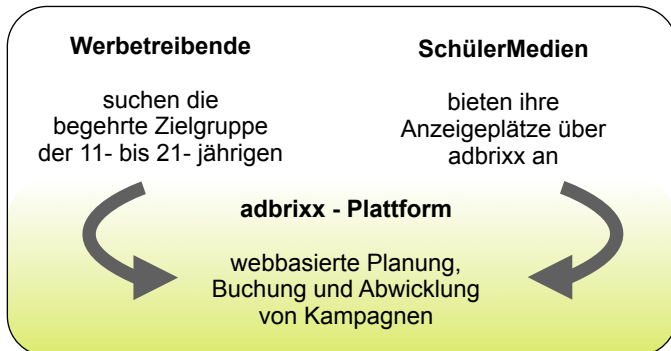 Werbetreibende
suchen die
begehrte Zielgruppe
der 11- bis 21- jährigen
SchülerMedien
bieten ihre
Anzeigeplätze über
adbrixx an
adbrixx - Plattform
webbasierte Planung,
Buchung und Abwicklung
von Kampagnen